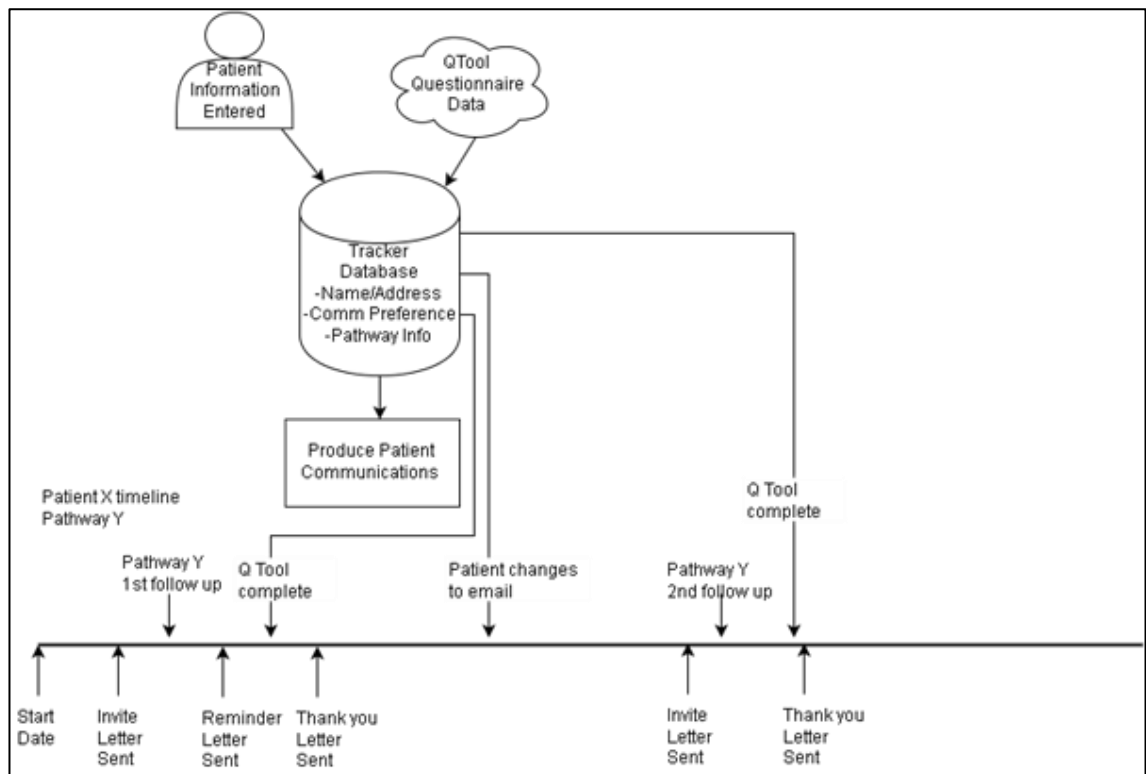 Patient
Information
Entered
QTool
Questionnaire
Data
Tracker
Database
-Name/Address
-Comm Preference
-Pathway Info
Produce Patient
Communications
Patient X timeline
Pathway Y
Pathway Y
1st follow up
Q Tool
complete
Patient changes
to email
Pathway Y
2nd follow up
Q Tool
complete
Start
Date
Invite
Letter
Sent
Reminder
Letter
Sent
Thank you
Letter
Sent
Invite
Letter
Sent
Thank you
Letter
Sent